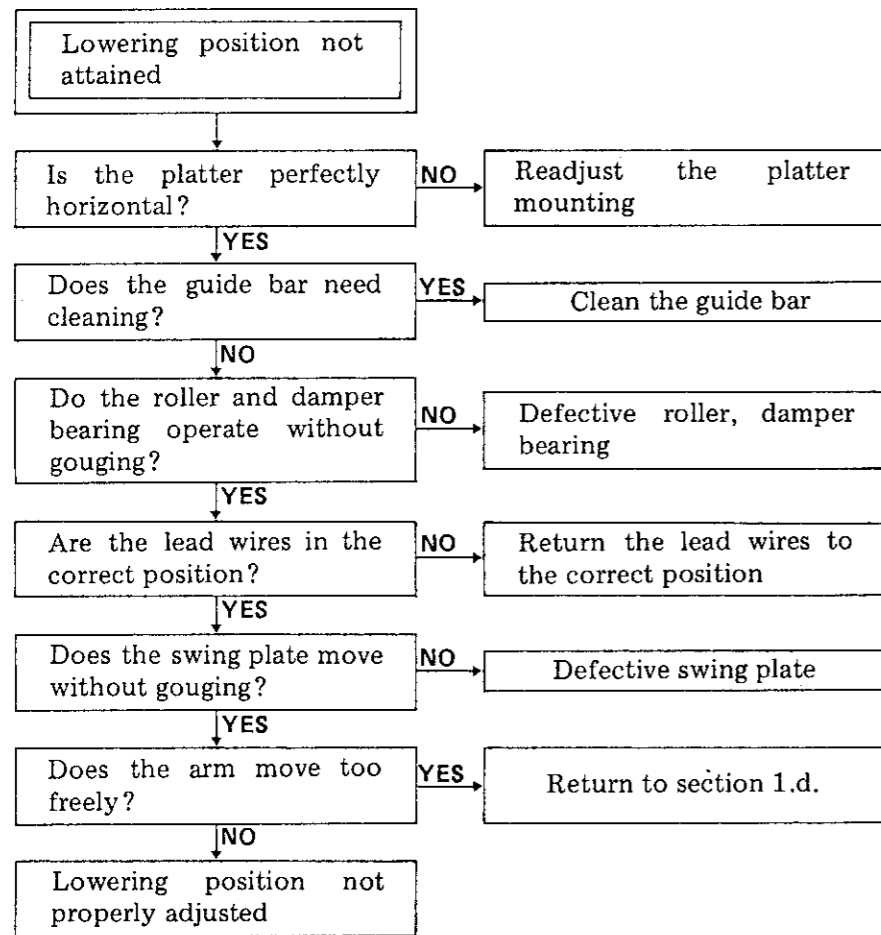 Lowering position not
attained
Is the platter perfectly
horizontal?
NO
Readjust the platter
mounting
YES
Does the guide bar need
cleaning?
YES
Clean the guide bar
NO
Do the roller and damper
bearing operate without
gouging?
NO
Defective roller, damper
bearing
YES
Are the lead wires in the
correct position?
NO
Return the lead wires to
the correct position
YES
Does the swing plate move
without gouging?
NO
Defective swing plate
YES
Does the arm move too
freely?
YES
Return to section 1.d.
NO
Lowering position not
properly adjusted